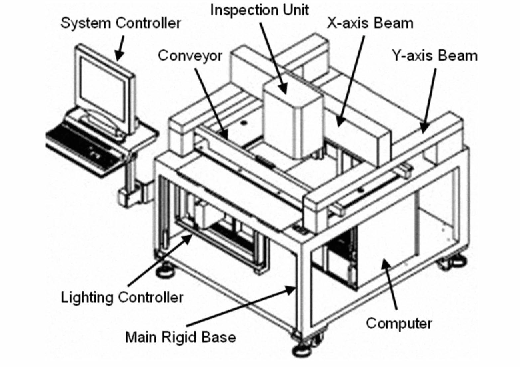 Inspection Unit
System Controller
X-axis Beam
Conveyor
Y-axis Beam
Lighting Controller
Computer
Main Rigid Base